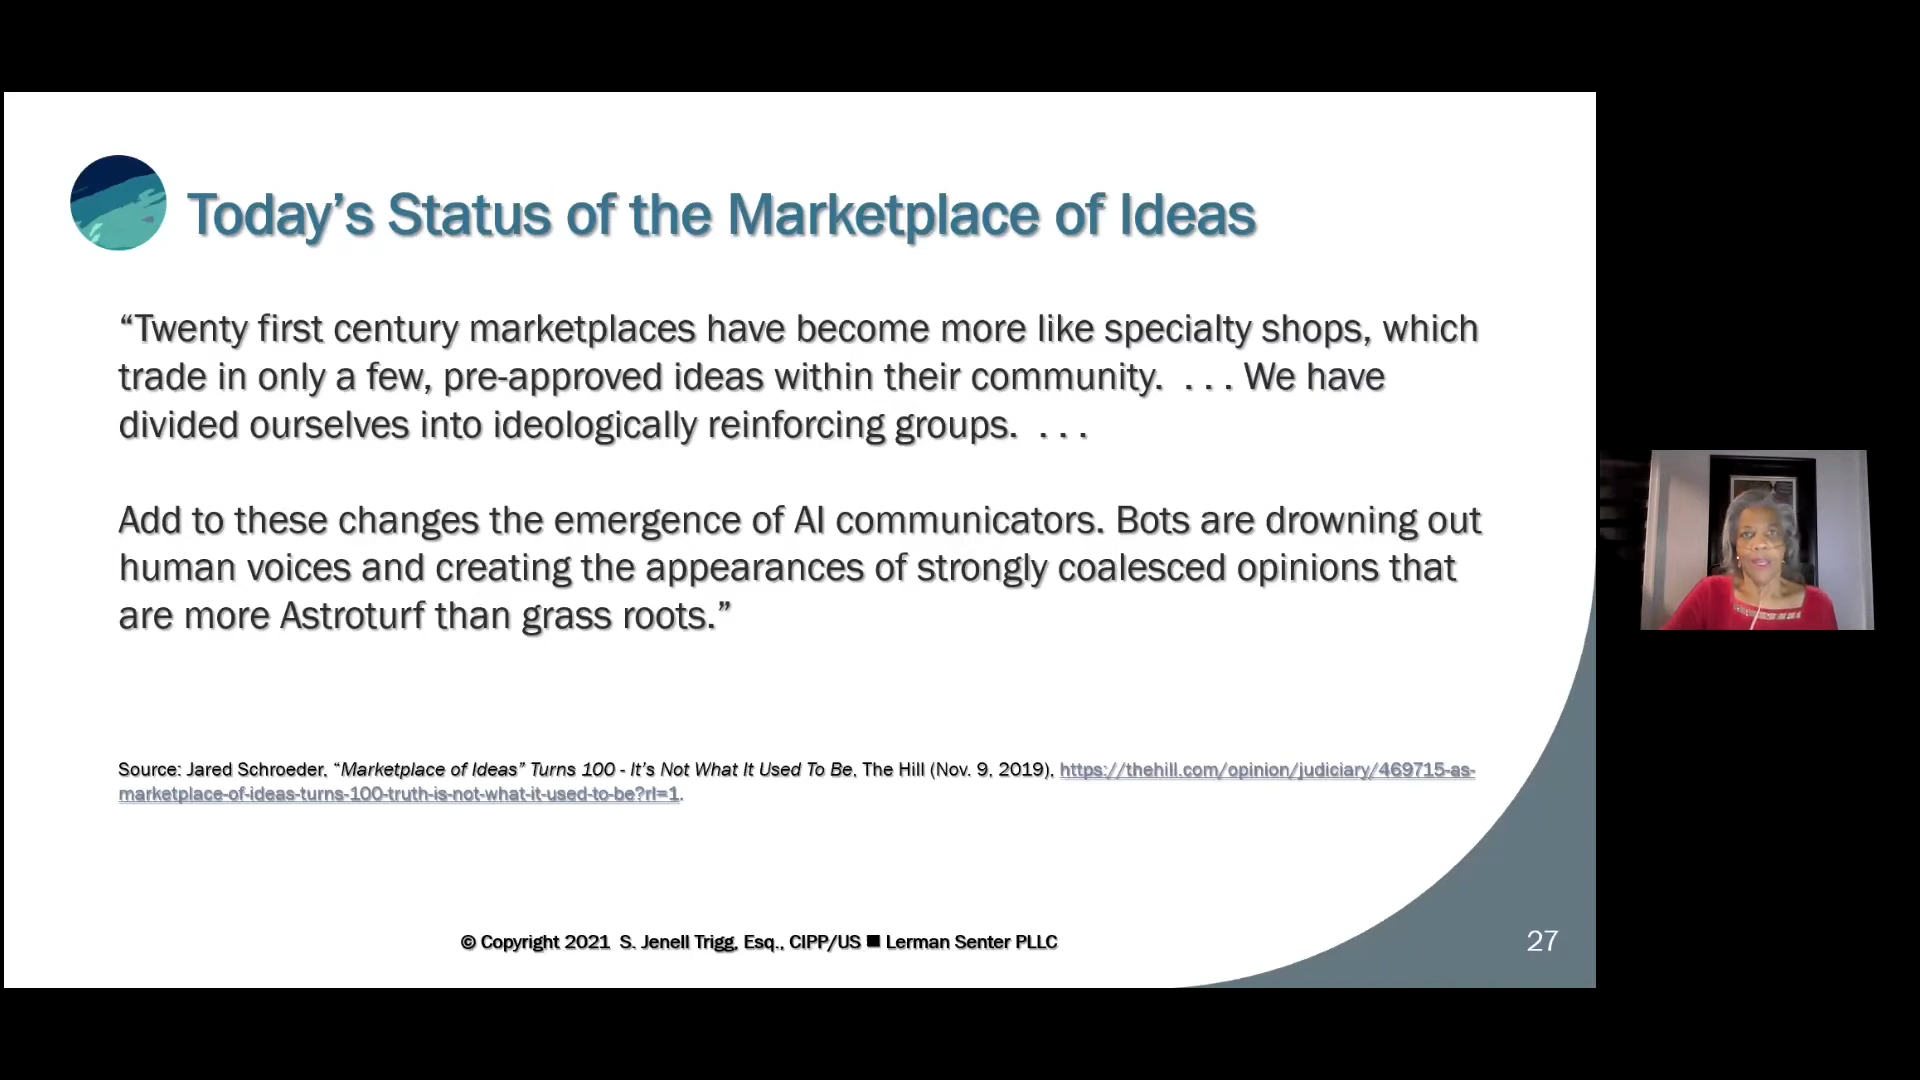 Today’s Status of the Marketplace of Ideas
“Twenty first century marketplaces have become more like specialty shops, which
trade in only a few, pre-approved ideas within their community.  . . . We have
divided ourselves into ideologically reinforcing groups.  . . .
Add to these changes the emergence of AI communicators. Bots are drowning out
human voices and creating the appearances of strongly coalesced opinions that
are more Astroturf than grass roots.”
Source: Jared Schroeder, “Marketplace of Ideas” Turns 100 - It’s Not What It Used To Be, The Hill (Nov. 9, 2019), https://thehill.com/opinion/judiciary/469715-as-
marketplace-of-ideas-turns-100-truth-is-not-what-it-used-to-be?rl=1.
© Copyright 2021  S. Jenell Trigg, Esq., CIPP/US ■ Lerman Senter PLLC
27